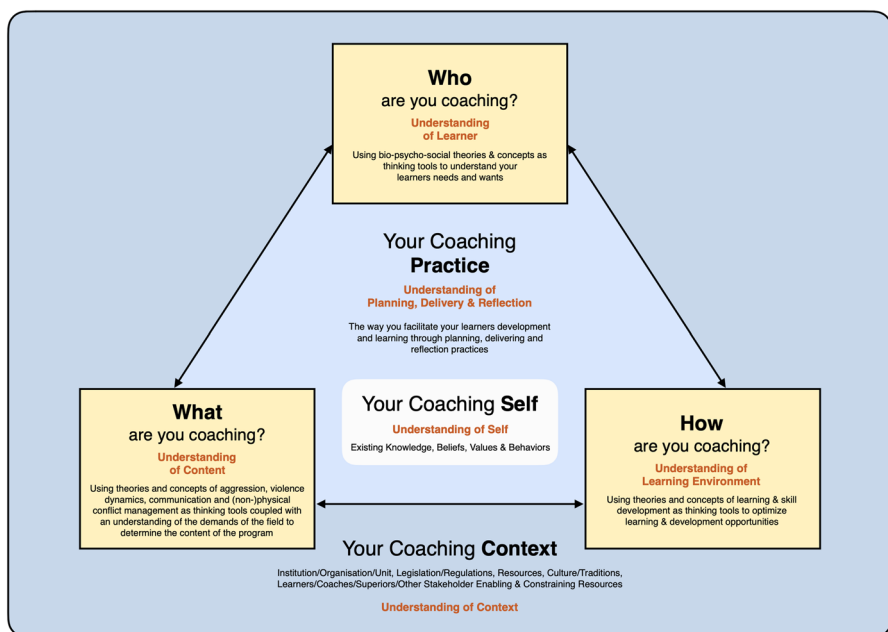 Who
are you coaching?
Understanding
of Learner
Using bio-psycho-social theories & concepts as
thinking tools to understand your
learners needs and wants
Your Coaching
Practice
Understanding of
Planning, Delivery & Reflection
The way you facilitate your learners development
and learning through planning, delivering and
reflection practices
What
are you coaching?
Understanding
of Content
Using theories and concepts of aggression, violence
dynamics, communication and (non-)physical
conflict management as thinking tools coupled with
an understanding of the demands of the field to
determine the content of the program
Your Coaching Self
Understanding of Self
Existing Knowledge, Beliefs, Values & Behaviors
How
are you coaching?
Understanding of
Learning Environment
Using theories and concepts of learning & skill
development as thinking tools to optimize
learning & development opportunities
Your Coaching Context
Institution/Organisation/Unit, Legislation/Regulations, Resources, Culture/Traditions,
Learners/Coaches/Superiors/Other Stakeholder Enabling & Constraining Resources
Understanding of Context